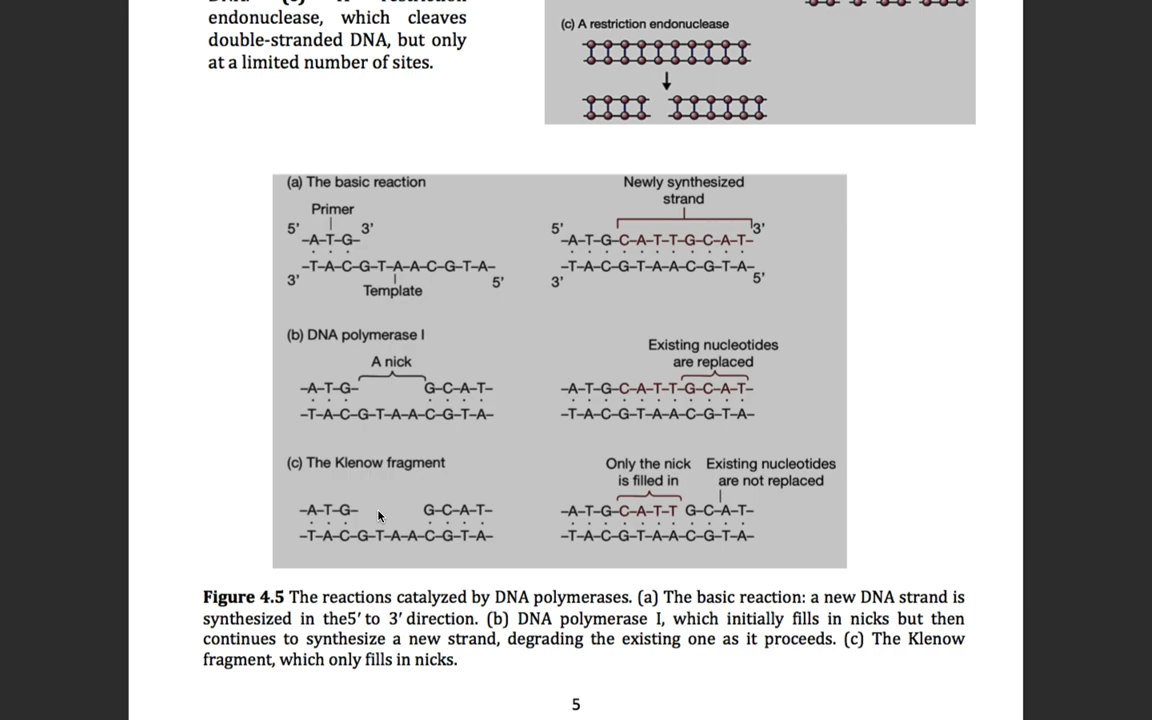 endonuclease, which cleaves
double-stranded DNA, but only
at a limited number of sites.
(c) A restriction endonuclease
(a) The basic reaction
Primer
5' 3'
–A–T–G–
–T–A–C–G–T–A–A–C–G–T–A–
3' 5'
Template
Newly synthesized
strand
5' 3'
–A–T–G–C–A–T–T–G–C–A–T–
–T–A–C–G–T–A–A–C–G–T–A–
3' 5'
(b) DNA polymerase I
A nick
–A–T–G– G–C–A–T–
–T–A–C–G–T–A–A–C–G–T–A–
Existing nucleotides
are replaced
–A–T–G–C–A–T–T–G–C–A–T–
–T–A–C–G–T–A–A–C–G–T–A–
(c) The Klenow fragment
–A–T–G– G–C–A–T–
–T–A–C–G–T–A–A–C–G–T–A–
Only the nick
is filled in
Existing nucleotides
are not replaced
–A–T–G–C–A–T–T G–C–A–T–
–T–A–C–G–T–A–A–C–G–T–A–
Figure 4.5 The reactions catalyzed by DNA polymerases. (a) The basic reaction: a new DNA strand is
synthesized in the5′ to 3′ direction. (b) DNA polymerase I, which initially fills in nicks but then
continues to synthesize a new strand, degrading the existing one as it proceeds. (c) The Klenow
fragment, which only fills in nicks.
5